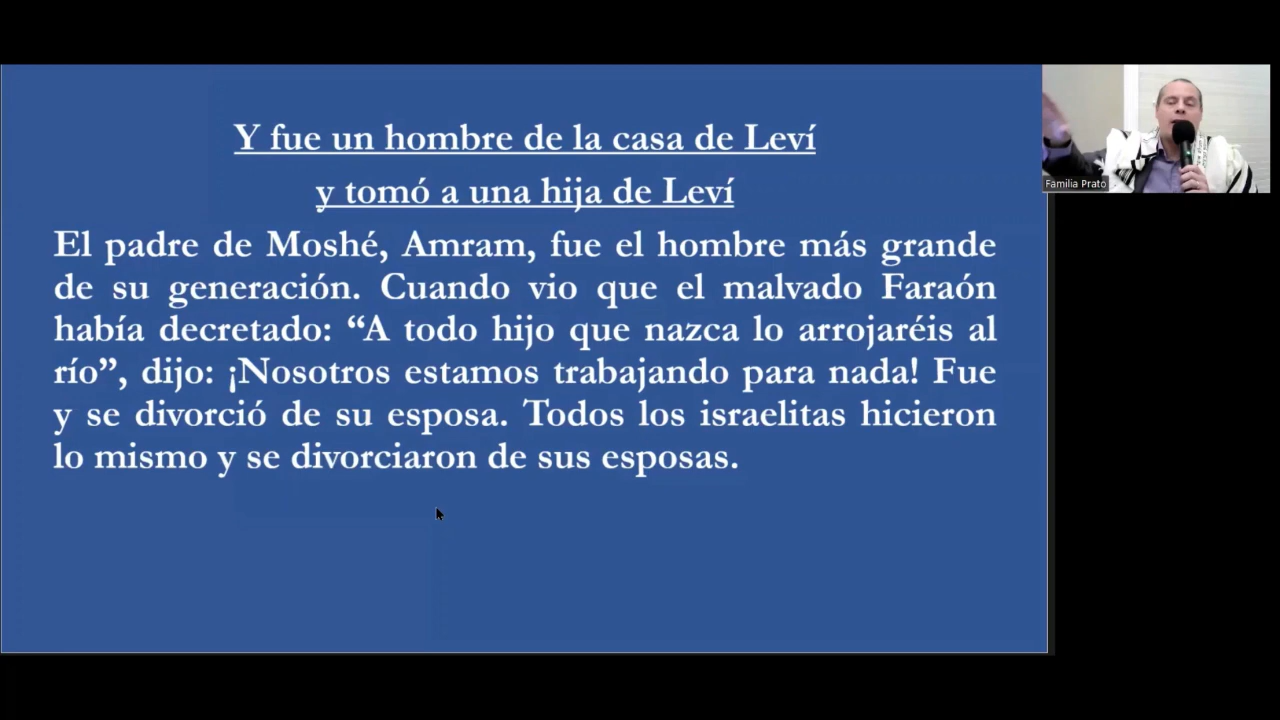 Y fue un hombre de la casa de Leví
y tomó a una hija de Leví
El padre de Moshé, Amram, fue el hombre más grande
de su generación. Cuando vio que el malvado Faraón
había decretado: “A todo hijo que nazca lo arrojaréis al
río”, dijo: ¡Nosotros estamos trabajando para nada! Fue
y se divorció de su esposa. Todos los israelitas hicieron
lo mismo y se divorciaron de sus esposas.
Familia Prato